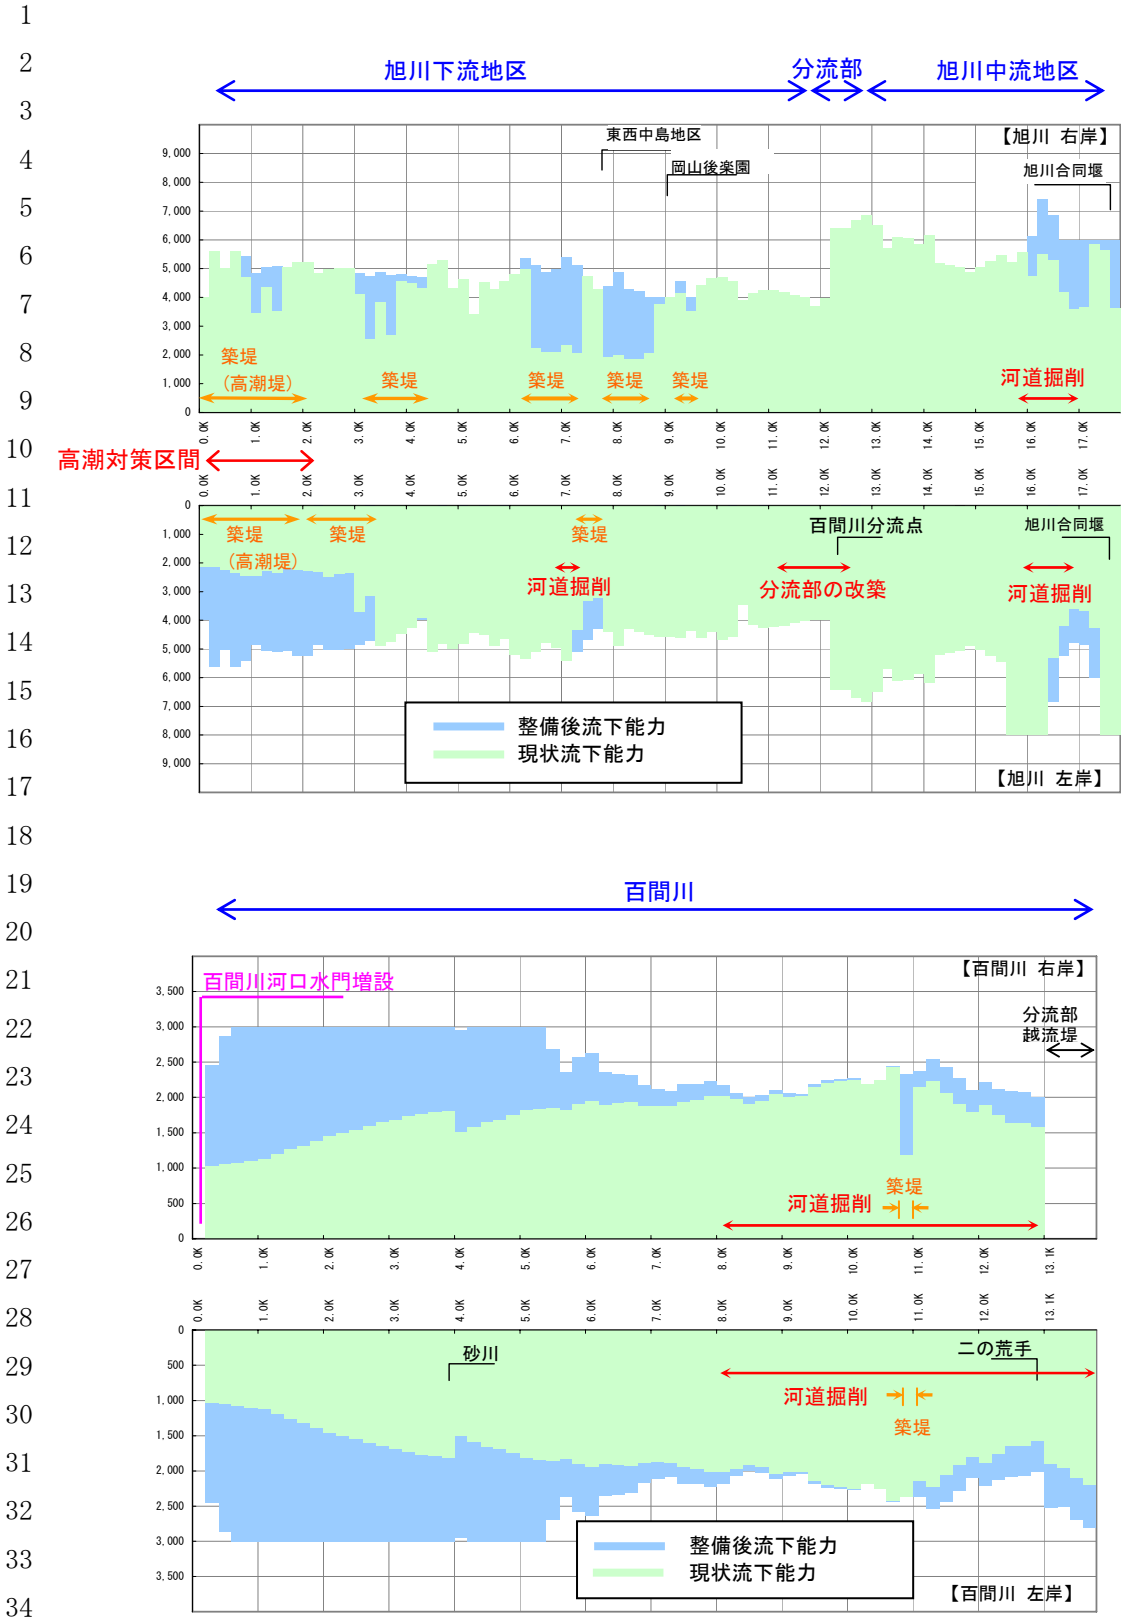 1
2
旭川下流地区 分流部 旭川中流地区
3
【旭川 右岸】
東西中島地区
4
9,000
岡山後楽園
旭川合同堰
8,000
5
7,000
6
6,000
5,000
7
4,000
3,000
8
2,000
築堤
(高潮堤)
築堤 築堤 築堤 築堤
河道掘削
1,000
9
0
0.0K 1.0K 2.0K 3.0K 4.0K 5.0K 6.0K 7.0K 8.0K 9.0K 10.0K 11.0K 12.0K 13.0K 14.0K 15.0K 16.0K 17.0K
10
高潮対策区間
0.0K 1.0K 2.0K 3.0K 4.0K 5.0K 6.0K 7.0K 8.0K 9.0K 10.0K 11.0K 12.0K 13.0K 14.0K 15.0K 16.0K 17.0K
11
0
百間川分流点
旭川合同堰
1,000
築堤 築堤 築堤
12
(高潮堤)
2,000
河道掘削 分流部の改築 河道掘削
13
3,000
14
4,000
5,000
15
6,000
7,000
整備後流下能力
16
8,000
現状流下能力
9,000
17
【旭川 左岸】
18
19
百間川
20
【百間川 右岸】
21
百間川河口水門増設
3,500
分流部
越流堤
22
3,000
23
2,500
2,000
24
1,500
25
1,000
築堤
河道掘削
500
26
0
0.0K 1.0K 2.0K 3.0K 4.0K 5.0K 6.0K 7.0K 8.0K 9.0K 10.0K 11.0K 12.0K 13.1K
27
28
0.0K 1.0K 2.0K 3.0K 4.0K 5.0K 6.0K 7.0K 8.0K 9.0K 10.0K 11.0K 12.0K 13.1K
0
砂川
二の荒手
29
500
河道掘削
30
1,000
築堤
1,500
31
2,000
32
2,500
3,000
整備後流下能力
33
現状流下能力
3,500
【百間川 左岸】
34